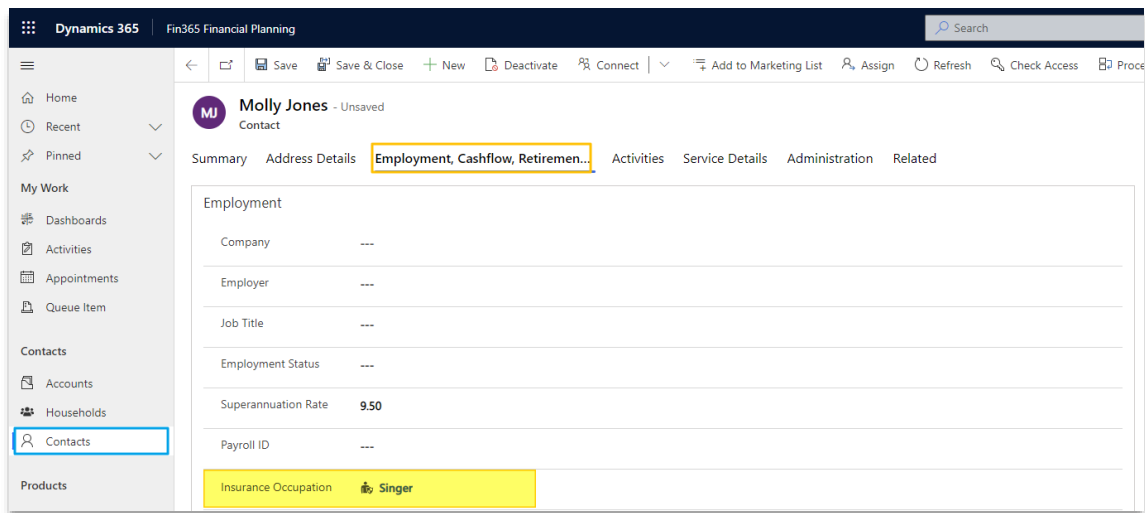 Dynamics 365 Fin365 Financial Planning Search
Save Save & Close New Deactivate Connect Add to Marketing List Assign Refresh Check Access Proce
Home
Recent
Pinned
My Work
Dashboards
Activities
Appointments
Queue Item
Contacts
Accounts
Households
Contacts
Products
MJ
Molly Jones - Unsaved
Contact
Summary Address Details Employment, Cashflow, Retiremen... Activities Service Details Administration Related
Employment
Company ---
Employer ---
Job Title ---
Employment Status ---
Superannuation Rate 9.50
Payroll ID ---
Insurance Occupation Singer